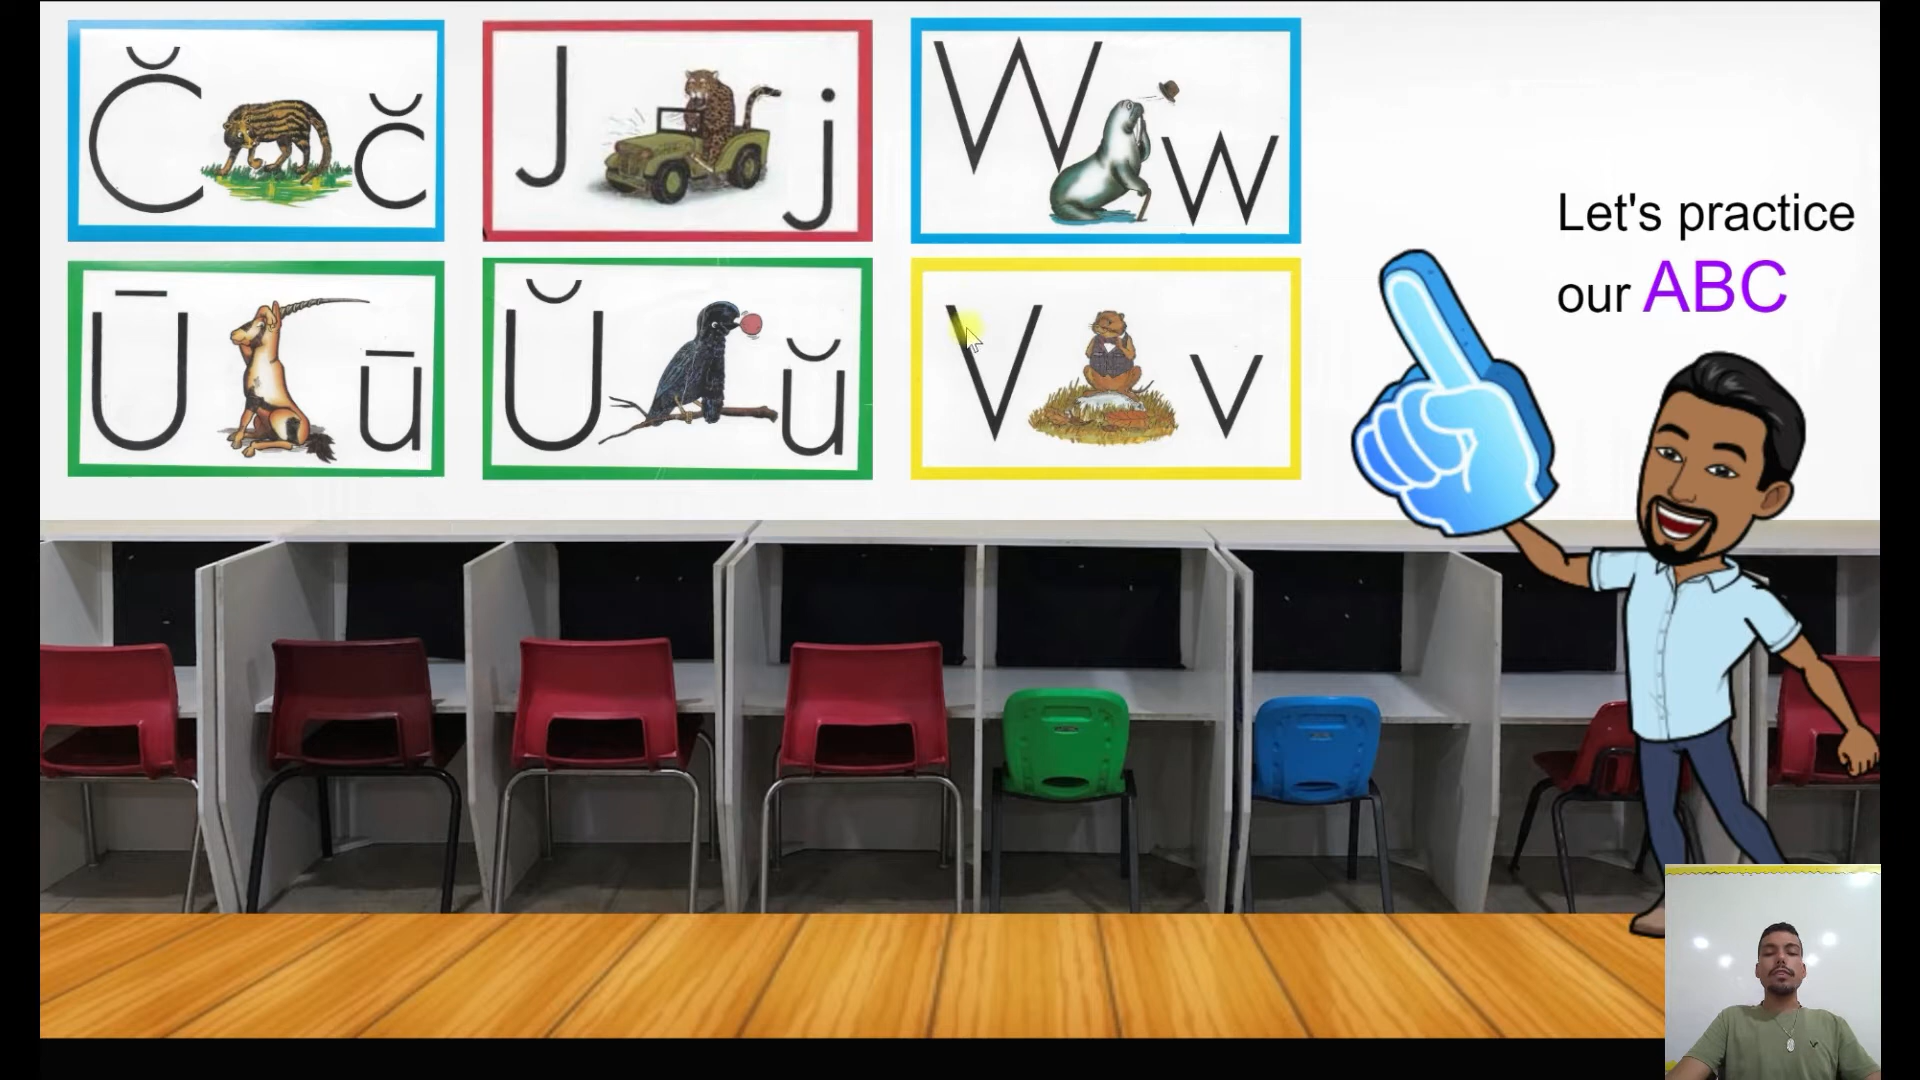 C̆ c̆
J j
W w
Ū ū
Ŭ ŭ
V v
Let's practice
our ABC